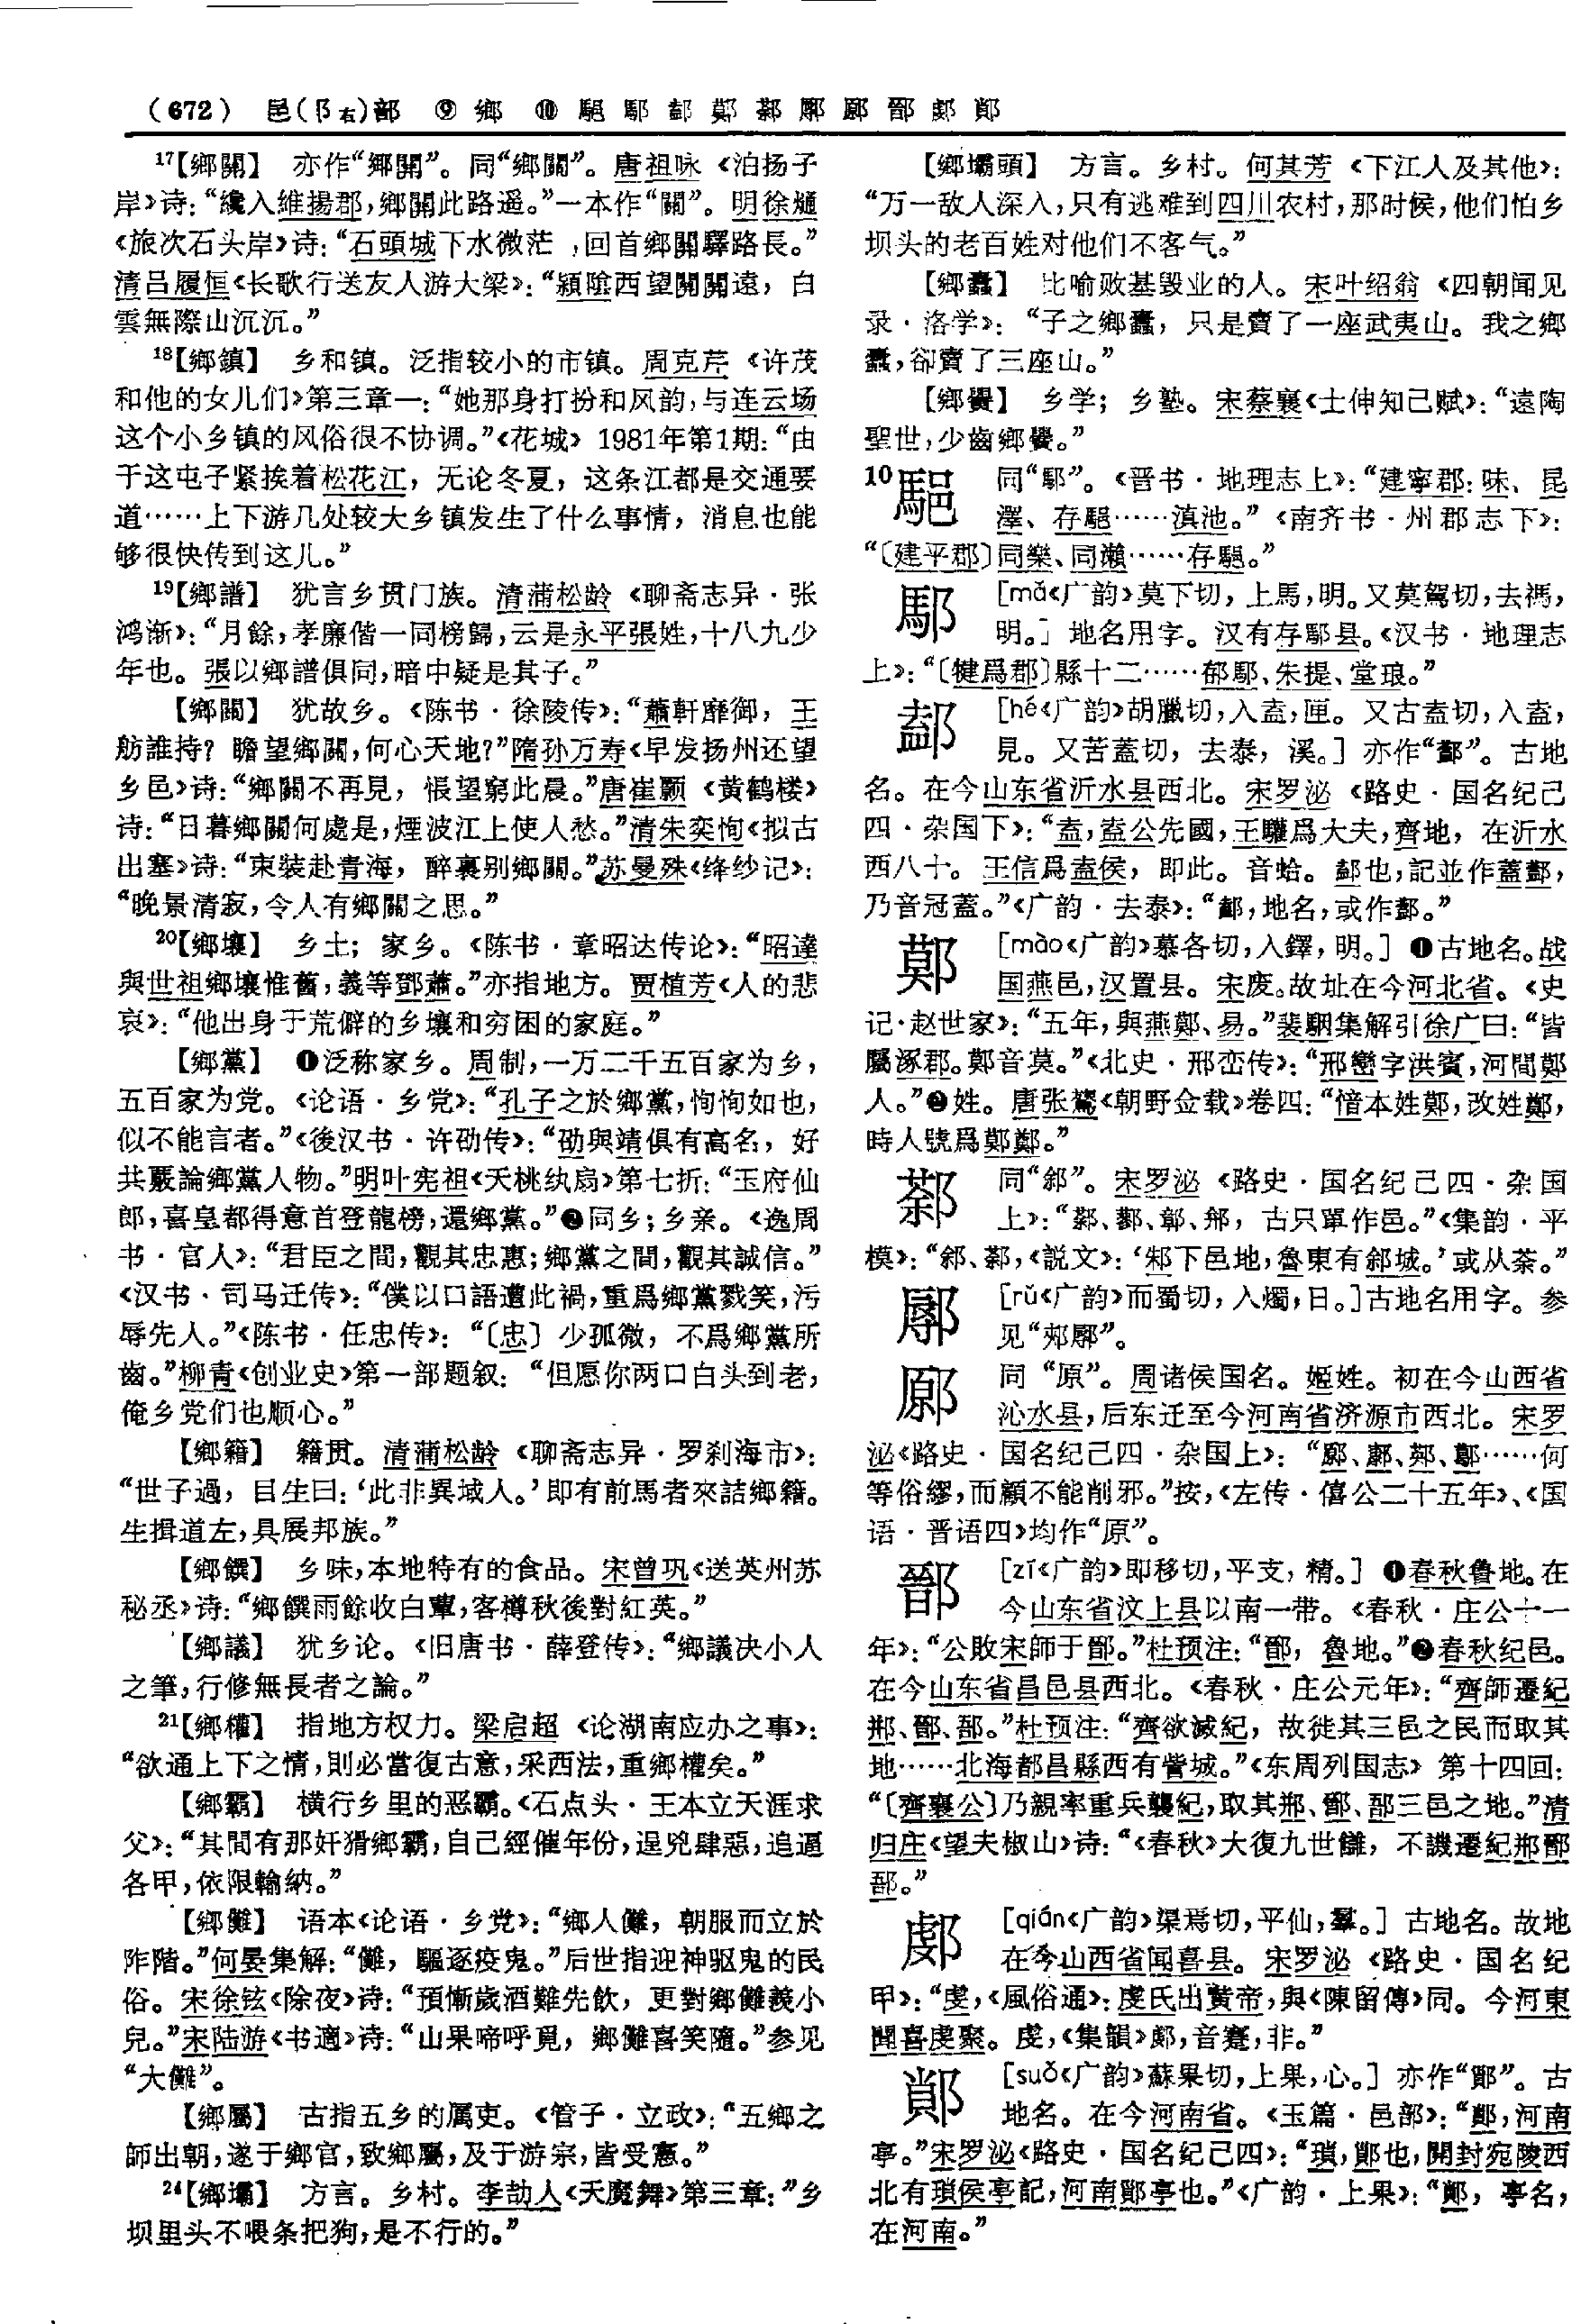 (672) 邑(阝右)部 ⑨ 鄉 ⑩ 䮷 鄢 鄐 鄚 鄒 鄏 鄐 鄑 鄟 鄭
17【鄉開】 亦作“鄉関”。同“鄉關”。唐祖咏《泊扬子
岸》诗:“纔入維揚郡,鄉開此路遥。”一本作“關”。明徐熥
《旅次石头岸》诗:“石頭城下水微茫,回首鄉関驛路長。”
清吕履恒《长歌行送友人游大梁》:“潁陰西望関関遠,白
雲無際山沉沉。”
18【鄉鎮】 乡和镇。泛指较小的市镇。周克芹《许茂
和他的女儿们》第三章一:“她那身打扮和风韵,与连云场
这个小乡镇的风俗很不协调。”《花城》1981年第1期:“由
于这屯子紧挨着松花江,无论冬夏,这条江都是交通要
道……上下游几处较大乡镇发生了什么事情,消息也能
够很快传到这儿。”
19【鄉譜】 犹言乡贯门族。清蒲松龄《聊斋志异·张
鸿渐》:“月餘,孝廉偕一同榜歸,云是永平張姓,十八九少
年也。張以鄉譜俱同,暗中疑是其子。”
【鄉關】 犹故乡。《陈书·徐陵传》:“蕭軒靡御,王
舫誰持?瞻望鄉關,何心天地?”隋孙万寿《早发扬州还望
乡邑》诗:“鄉關不再見,悵望窮此晨。”唐崔颢《黄鹤楼》
诗:“日暮鄉關何處是,煙波江上使人愁。”清朱奕恂《拟古
出塞》诗:“束裝赴青海,醉裏别鄉關。”苏曼殊《绛纱记》:
“晚景清寂,令人有鄉關之思。”
20【鄉壤】 乡土;家乡。《陈书·章昭达传论》:“昭達
與世祖鄉壤惟舊,義等鄧蕭。”亦指地方。贾植芳《人的悲
哀》:“他出身于荒僻的乡壤和穷困的家庭。”
【鄉黨】 ❶泛称家乡。周制,一万二千五百家为乡,
五百家为党。《论语·乡党》:“孔子之於鄉黨,恂恂如也,
似不能言者。”《後汉书·许劭传》:“劭與靖俱有高名,好
共覈論鄉黨人物。”明叶宪祖《夭桃纨扇》第七折:“玉府仙
郎,喜皇都得意首登龍榜,還鄉黨。”❷同乡;乡亲。《逸周
书·官人》:“君臣之間,觀其忠惠;鄉黨之間,觀其誠信。”
《汉书·司马迁传》:“僕以口語遭此禍,重爲鄉黨戮笑,污
辱先人。”《陈书·任忠传》:“〔忠〕少孤微,不爲鄉黨所
齒。”柳青《创业史》第一部题叙:“但愿你两口白头到老,
俺乡党们也顺心。”
【鄉籍】 籍贯。清蒲松龄《聊斋志异·罗刹海市》:
“世子過,目生曰:‘此非異域人。’即有前馬者來詰鄉籍。
生揖道左,具展邦族。”
【鄉饌】 乡味,本地特有的食品。宋曾巩《送英州苏
秘丞》诗:“鄉饌雨餘收白蕈,客樽秋後對紅英。”
【鄉議】 犹乡论。《旧唐书·薛登传》:“鄉議决小人
之筆,行修無長者之論。”
21【鄉權】 指地方权力。梁启超《论湖南应办之事》:
“欲通上下之情,則必當復古意,采西法,重鄉權矣。”
【鄉霸】 横行乡里的恶霸。《石点头·王本立天涯求
父》:“其間有那奸猾鄉霸,自己經催年份,逞兇肆惡,追逼
各甲,依限輸納。”
【鄉儺】 语本《论语·乡党》:“鄉人儺,朝服而立於
阼階。”何晏集解:“儺,驅逐疫鬼。”后世指迎神驱鬼的民
俗。宋徐铉《除夜》诗:“預慚歲酒難先飲,更對鄉儺羡小
兒。”宋陆游《书適》诗:“山果啼呼覓,鄉儺喜笑隨。”参见
“大儺”。
【鄉屬】 古指五乡的属吏。《管子·立政》:“五鄉之
師出朝,遂于鄉官,致鄉屬,及于游宗,皆受憲。”
24【鄉壩】 方言。乡村。李劼人《天魔舞》第三章:“乡
坝里头不喂条把狗,是不行的。”
【鄉壩頭】 方言。乡村。何其芳《下江人及其他》:
“万一敌人深入,只有逃难到四川农村,那时候,他们怕乡
坝头的老百姓对他们不客气。”
【鄉蠹】 比喻败基毁业的人。宋叶绍翁《四朝闻见
录·洛学》:“子之鄉蠹,只是賣了一座武夷山。我之鄉
蠹,卻賣了三座山。”
【鄉黌】 乡学;乡塾。宋蔡襄《士伸知己赋》:“遠陶
聖世,少齒鄉黌。”
10䮷 同“鄢”。《晋书·地理志上》:“建寧郡:味、昆
澤、存䮷……滇池。”《南齐书·州郡志下》:
“〔建平郡〕同樂、同瀨……存䮷。”
[mǎ《广韵》莫下切,上馬,明。又莫駕切,去禡,
明。] 地名用字。汉有存䣕县。《汉书·地理志
上》:“〔犍爲郡〕縣十二……郁䣖、朱提、堂琅。”
[hé《广韵》胡臘切,入盍,匣。又古盍切,入盍,
見。又苦蓋切,去泰,溪。] 亦作“鄿”。古地
名。在今山东省沂水县西北。宋罗泌《路史·国名纪己
四·杂国下》:“盍,盍公先國,王驩爲大夫,齊地,在沂水
西八十。王信爲盍侯,即此。音蛤。郶也,記並作蓋鄿,
乃音冠蓋。”《广韵·去泰》:“䣘,地名,或作鄿。”
鄚 [mào《广韵》慕各切,入鐸,明。] ❶古地名。战
国燕邑,汉置县。宋废。故址在今河北省。《史
记·赵世家》:“五年,與燕鄚、易。”裴駰集解引徐广曰:“皆
屬涿郡。鄚音莫。”《北史·邢峦传》:“邢巒字洪賓,河間鄚
人。”❷姓。唐张鷟《朝野佥载》卷四:“愔本姓鄚,改姓鄭,
時人號爲鄚鄭。”
同“䣄”。宋罗泌《路史·国名纪己四·杂国
上》:“鄒、鄸、鄣、邾,古只單作邑。”《集韵·平
模》:“䣄、䣝,《説文》:‘邾下邑地,魯東有䣄城。’或从荼。”
鄏 [rǔ《广韵》而蜀切,入燭,日。]古地名用字。参
见“郟鄏”。
同“原”。周诸侯国名。姬姓。初在今山西省
沁水县,后东迁至今河南省济源市西北。宋罗
泌《路史·国名纪己四·杂国上》:“……何
等俗繆,而顧不能削邪。”按,《左传·僖公二十五年》、《国
语·晋语四》均作“原”。
鄑 [zī《广韵》即移切,平支,精。] ❶春秋鲁地。在
今山东省汶上县以南一带。《春秋·庄公十一
年》:“公敗宋師于鄑。”杜预注:“鄑,魯地。”❷春秋纪邑。
在今山东省昌邑县西北。《春秋·庄公元年》:“齊師遷紀
郱、鄑、郚。”杜预注:“齊欲滅紀,故徙其三邑之民而取其
地……北海都昌縣西有訾城。”《东周列国志》第十四回:
“〔齊襄公〕乃親率重兵襲紀,取其郱、鄑、郚三邑之地。”清
归庄《望夫椒山》诗:“《春秋》大復九世讎,不譏遷紀郱鄑
郚。”
[qián《广韵》渠焉切,平仙,羣。] 古地名。故地
在今山西省闻喜县。宋罗泌《路史·国名纪
甲》:“虔,《風俗通》:虔氏出黄帝,與《陳留傳》同。今河東
聞喜虔聚。虔,《集韻》䣙,音蹇,非。”
[suǒ《广韵》蘇果切,上果,心。] 亦作“䣔”。古
地名。在今河南省。《玉篇·邑部》:“䣔,河南
亭。”宋罗泌《路史·国名纪己四》:“瑣,䣔也,開封宛陵西
北有瑣侯亭記,河南䣔亭也。”《广韵·上果》:“䣔,亭名,
在河南。”